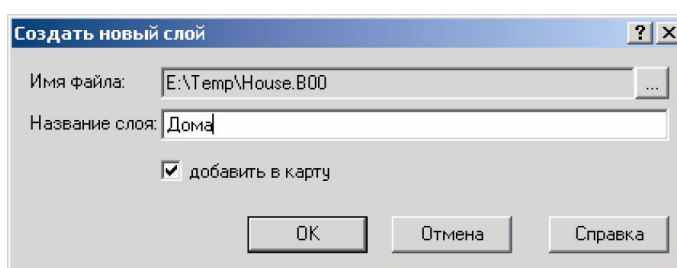 Создать новый слой
Имя файла: E:\Temp\House.B00 ...
Название слоя: Дома
добавить в карту
OK Отмена Справка